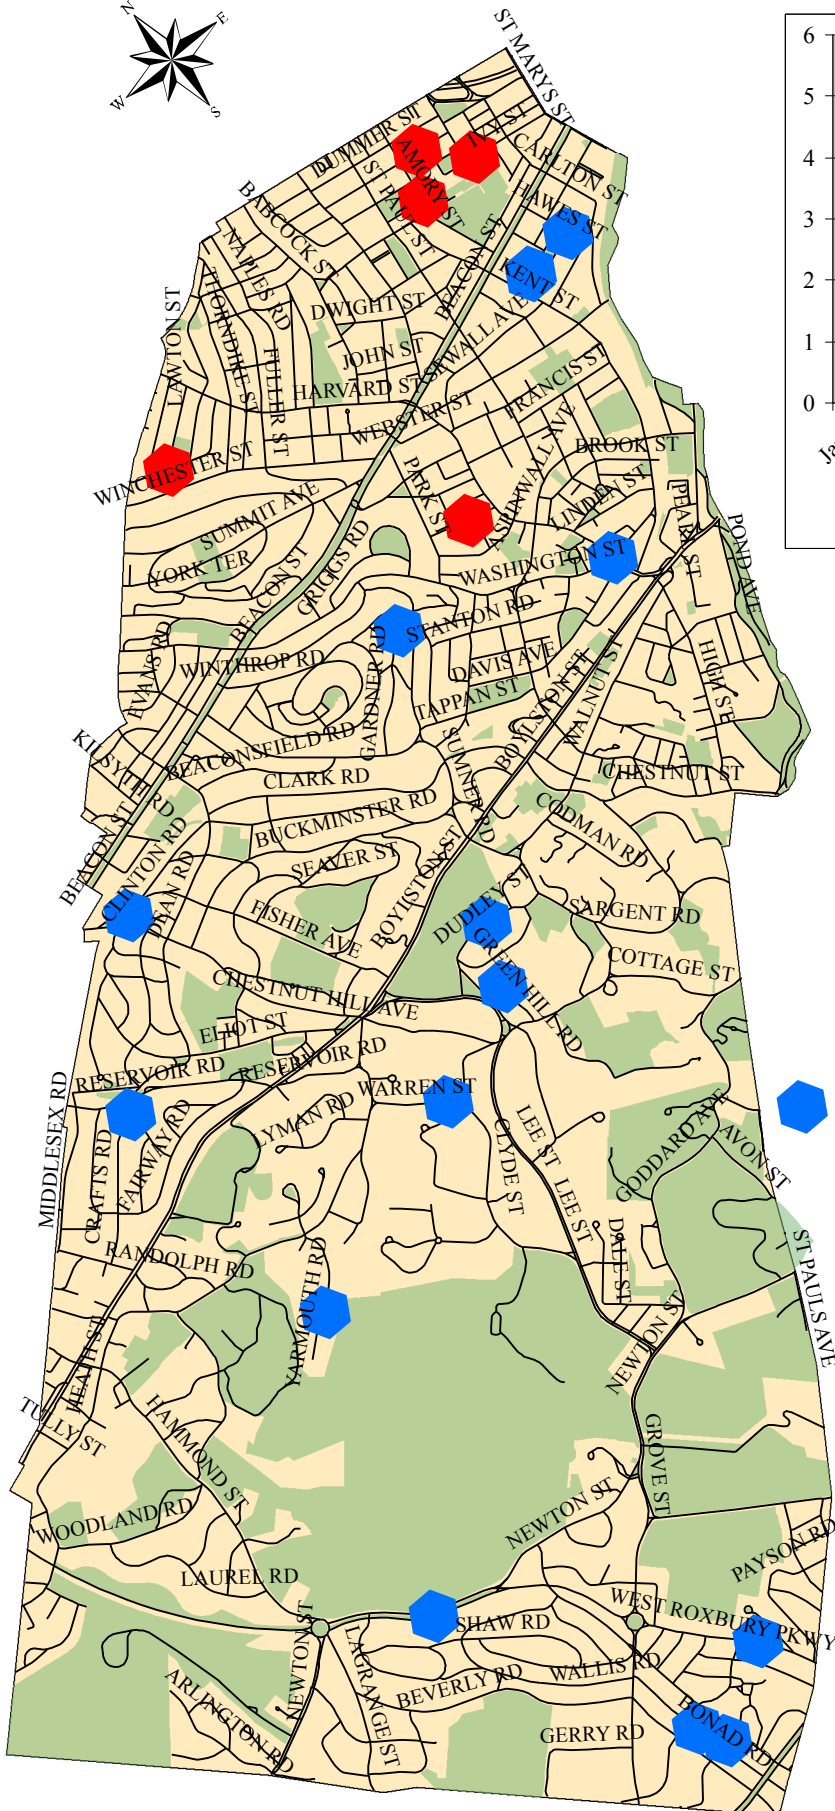 N
E
W
S
ST MARYS ST
6
5
4
3
2
1
0
Ja
DUMMER ST
IVY ST
AMORY ST
CARLTON ST
ST PAUL ST
HAWES ST
BABCOCK ST
NAPLES RD
BEACON ST
KENT ST
THORNDIKE ST
LAWTON ST
DWIGHT ST
SEWALL AVE
JOHN ST
FULLER ST
HARVARD ST
FRANCIS ST
WEBSTER ST
ASPINWALL AVE
BROOK ST
WINCHESTER ST
PARK ST
LINDEN ST
PEARL ST
SUMMIT AVE
POND AVE
YORK TER
BEACON ST
GRIGGS RD
WASHINGTON ST
STANTON RD
EVANS RD
WINTHROP RD
GARDNER RD
DAVIS AVE
TAPPAN ST
BOYLSTON ST
WALNUT ST
HIGH ST
KILSYTH RD
BEACONSFIELD RD
SUMNER RD
CLARK RD
CHESTNUT ST
BUCKMINSTER RD
CODMAN RD
BEACON ST
CLINTON RD
DEAN RD
SEAVER ST
BOYLSTON ST
DUDLEY ST
SARGENT RD
FISHER AVE
GREEN HILL RD
COTTAGE ST
CHESTNUT HILL AVE
ELIOT ST
RESERVOIR RD
RESERVOIR RD
WARREN ST
MIDDLESEX RD
LYMAN RD
CRAFTS RD
FAIRWAY RD
CLYDE ST
LEE ST
LEE ST
GODDARD AVE
AVON ST
RANDOLPH RD
DALE ST
ST PAULS AVE
YARMOUTH RD
NEWTON ST
HEATH ST
TULLY ST
HAMMOND ST
GROVE ST
WOODLAND RD
NEWTON ST
PAYSON RD
LAUREL RD
NEWTON ST
SHAW RD
WEST ROXBURY PKWY
LAGRANGE ST
BEVERLY RD
WALLIS RD
ARLINGTON RD
GERRY RD
BONAD RD